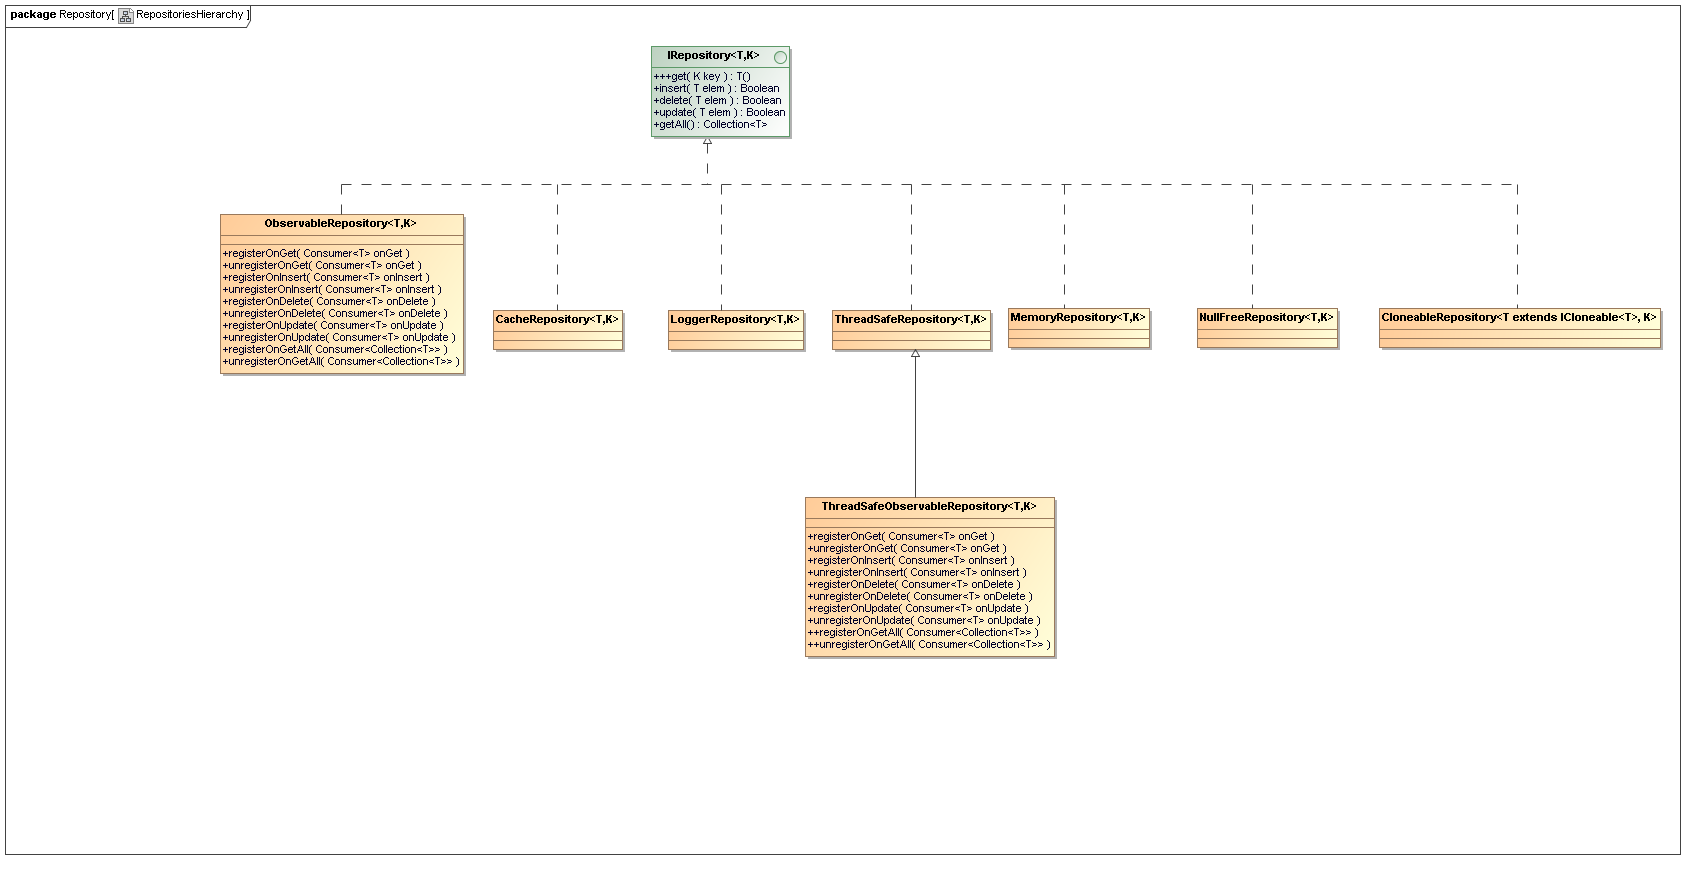 package Repository[ RepositoriesHierarchy ]
IRepository<T,K>
+++get( K key ) : T()
+insert( T elem ) : Boolean
+delete( T elem ) : Boolean
+update( T elem ) : Boolean
+getAll() : Collection<T>
ObservableRepository<T,K>
+registerOnGet( Consumer<T> onGet )
+unregisterOnGet( Consumer<T> onGet )
+registerOnInsert( Consumer<T> onInsert )
+unregisterOnInsert( Consumer<T> onInsert )
+registerOnDelete( Consumer<T> onDelete )
+unregisterOnDelete( Consumer<T> onDelete )
+registerOnUpdate( Consumer<T> onUpdate )
+unregisterOnUpdate( Consumer<T> onUpdate )
+registerOnGetAll( Consumer<Collection<T>> )
+unregisterOnGetAll( Consumer<Collection<T>> )
CacheRepository<T,K>
LoggerRepository<T,K>
ThreadSafeRepository<T,K>
MemoryRepository<T,K>
NullFreeRepository<T,K>
CloneableRepository<T extends ICloneable<T>, K>
ThreadSafeObservableRepository<T,K>
+registerOnGet( Consumer<T> onGet )
+unregisterOnGet( Consumer<T> onGet )
+registerOnInsert( Consumer<T> onInsert )
+unregisterOnInsert( Consumer<T> onInsert )
+registerOnDelete( Consumer<T> onDelete )
+unregisterOnDelete( Consumer<T> onDelete )
+registerOnUpdate( Consumer<T> onUpdate )
+unregisterOnUpdate( Consumer<T> onUpdate )
++registerOnGetAll( Consumer<Collection<T>> )
++unregisterOnGetAll( Consumer<Collection<T>> )